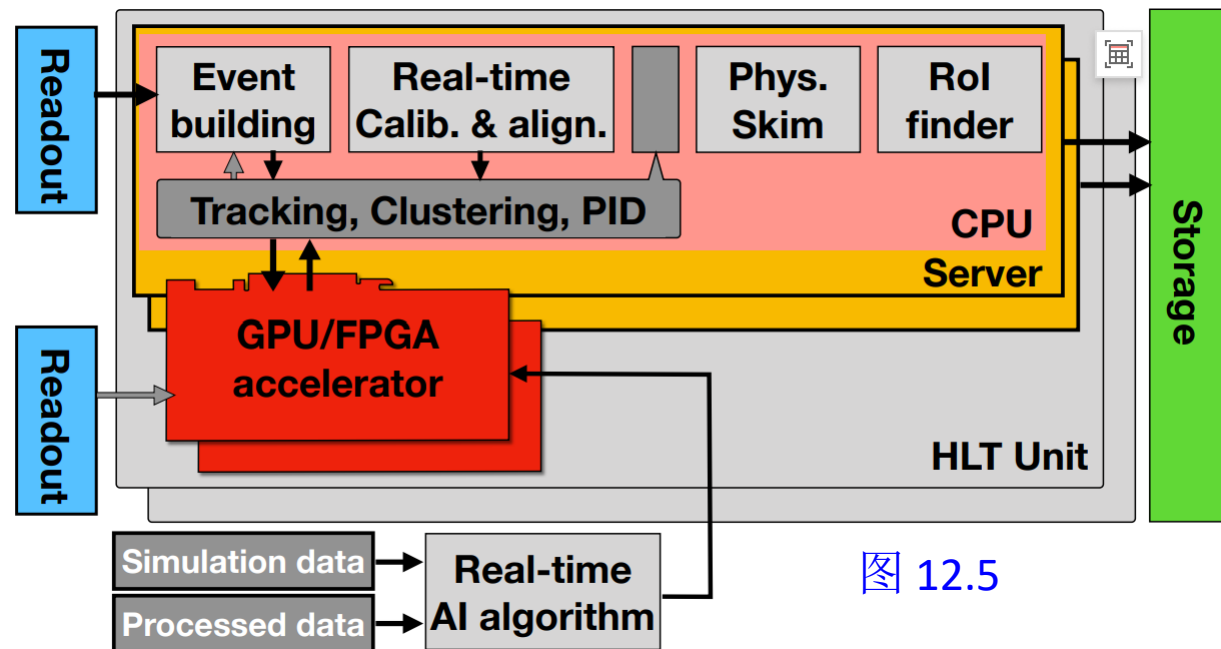 Readout
Event
building
Real-time
Calib. & align.
Phys.
Skim
RoI
finder
Tracking, Clustering, PID
CPU
Server
Storage
GPU/FPGA
accelerator
Readout
HLT Unit
Simulation data
Processed data
Real-time
AI algorithm
图 12.5